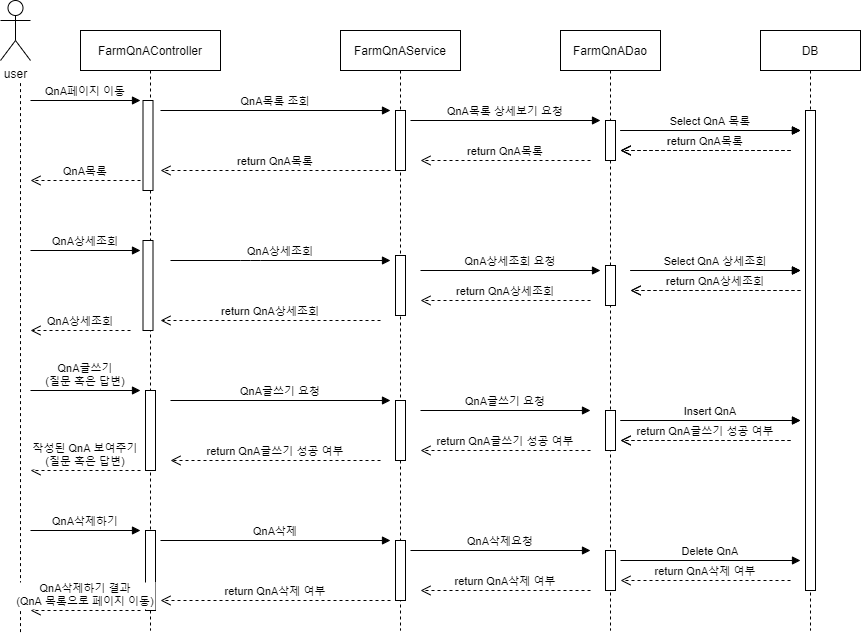 FarmQnAController
FarmQnAService
FarmQnADao
DB
user
QnA페이지 이동
QnA목록 조회
QnA목록 상세보기 요청
Select QnA 목록
return QnA목록
return QnA목록
return QnA목록
QnA목록
QnA상세조회
QnA상세조회
QnA상세조회 요청
Select QnA 상세조회
return QnA상세조회
return QnA상세조회
return QnA상세조회
QnA상세조회
QnA글쓰기
(질문 혹은 답변)
QnA글쓰기 요청
QnA글쓰기 요청
Insert QnA
return QnA글쓰기 성공 여부
return QnA글쓰기 성공 여부
return QnA글쓰기 성공 여부
작성된 QnA 보여주기
(질문 혹은 답변)
QnA삭제하기
QnA삭제
QnA삭제요청
Delete QnA
return QnA삭제 여부
return QnA삭제 여부
return QnA삭제 여부
QnA삭제하기 결과
(QnA 목록으로 페이지 이동)